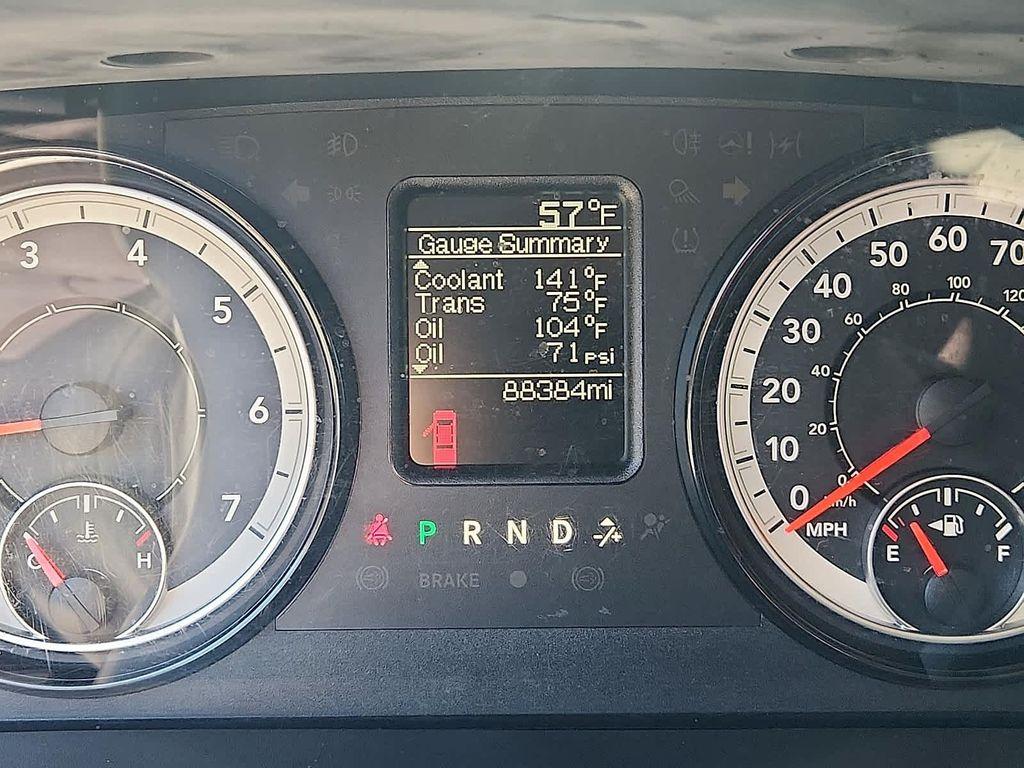 57°F
Gauge Summary
Coolant 141°F
Trans 75°F
Oil 104°F
Oil 71 PSI
88384mi
P R N D
BRAKE
3
4
5
6
7
C H
0
10
20
30
40
50
60
70
MPH
0
20
40
60
80
100
120
km/h
E F